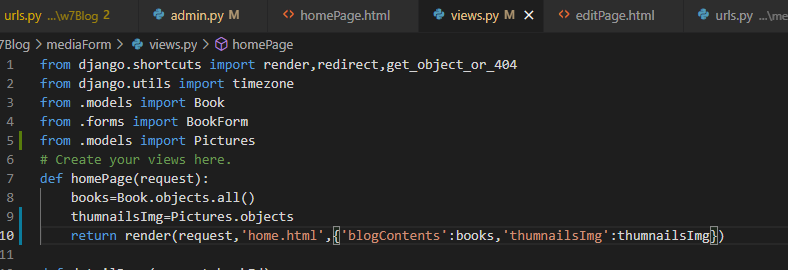 urls.py ...\w7Blog 2 admin.py M homePage.html views.py M editPage.html urls.py ...\me
7Blog > mediaForm > views.py > homePage
1 from django.shortcuts import render,redirect,get_object_or_404
2 from django.utils import timezone
3 from .models import Book
4 from .forms import BookForm
5 from .models import Pictures
6 # Create your views here.
7 def homePage(request):
8 books=Book.objects.all()
9 thumnailsImg=Pictures.objects
10 return render(request,'home.html',{'blogContents':books,'thumnailsImg':thumnailsImg})